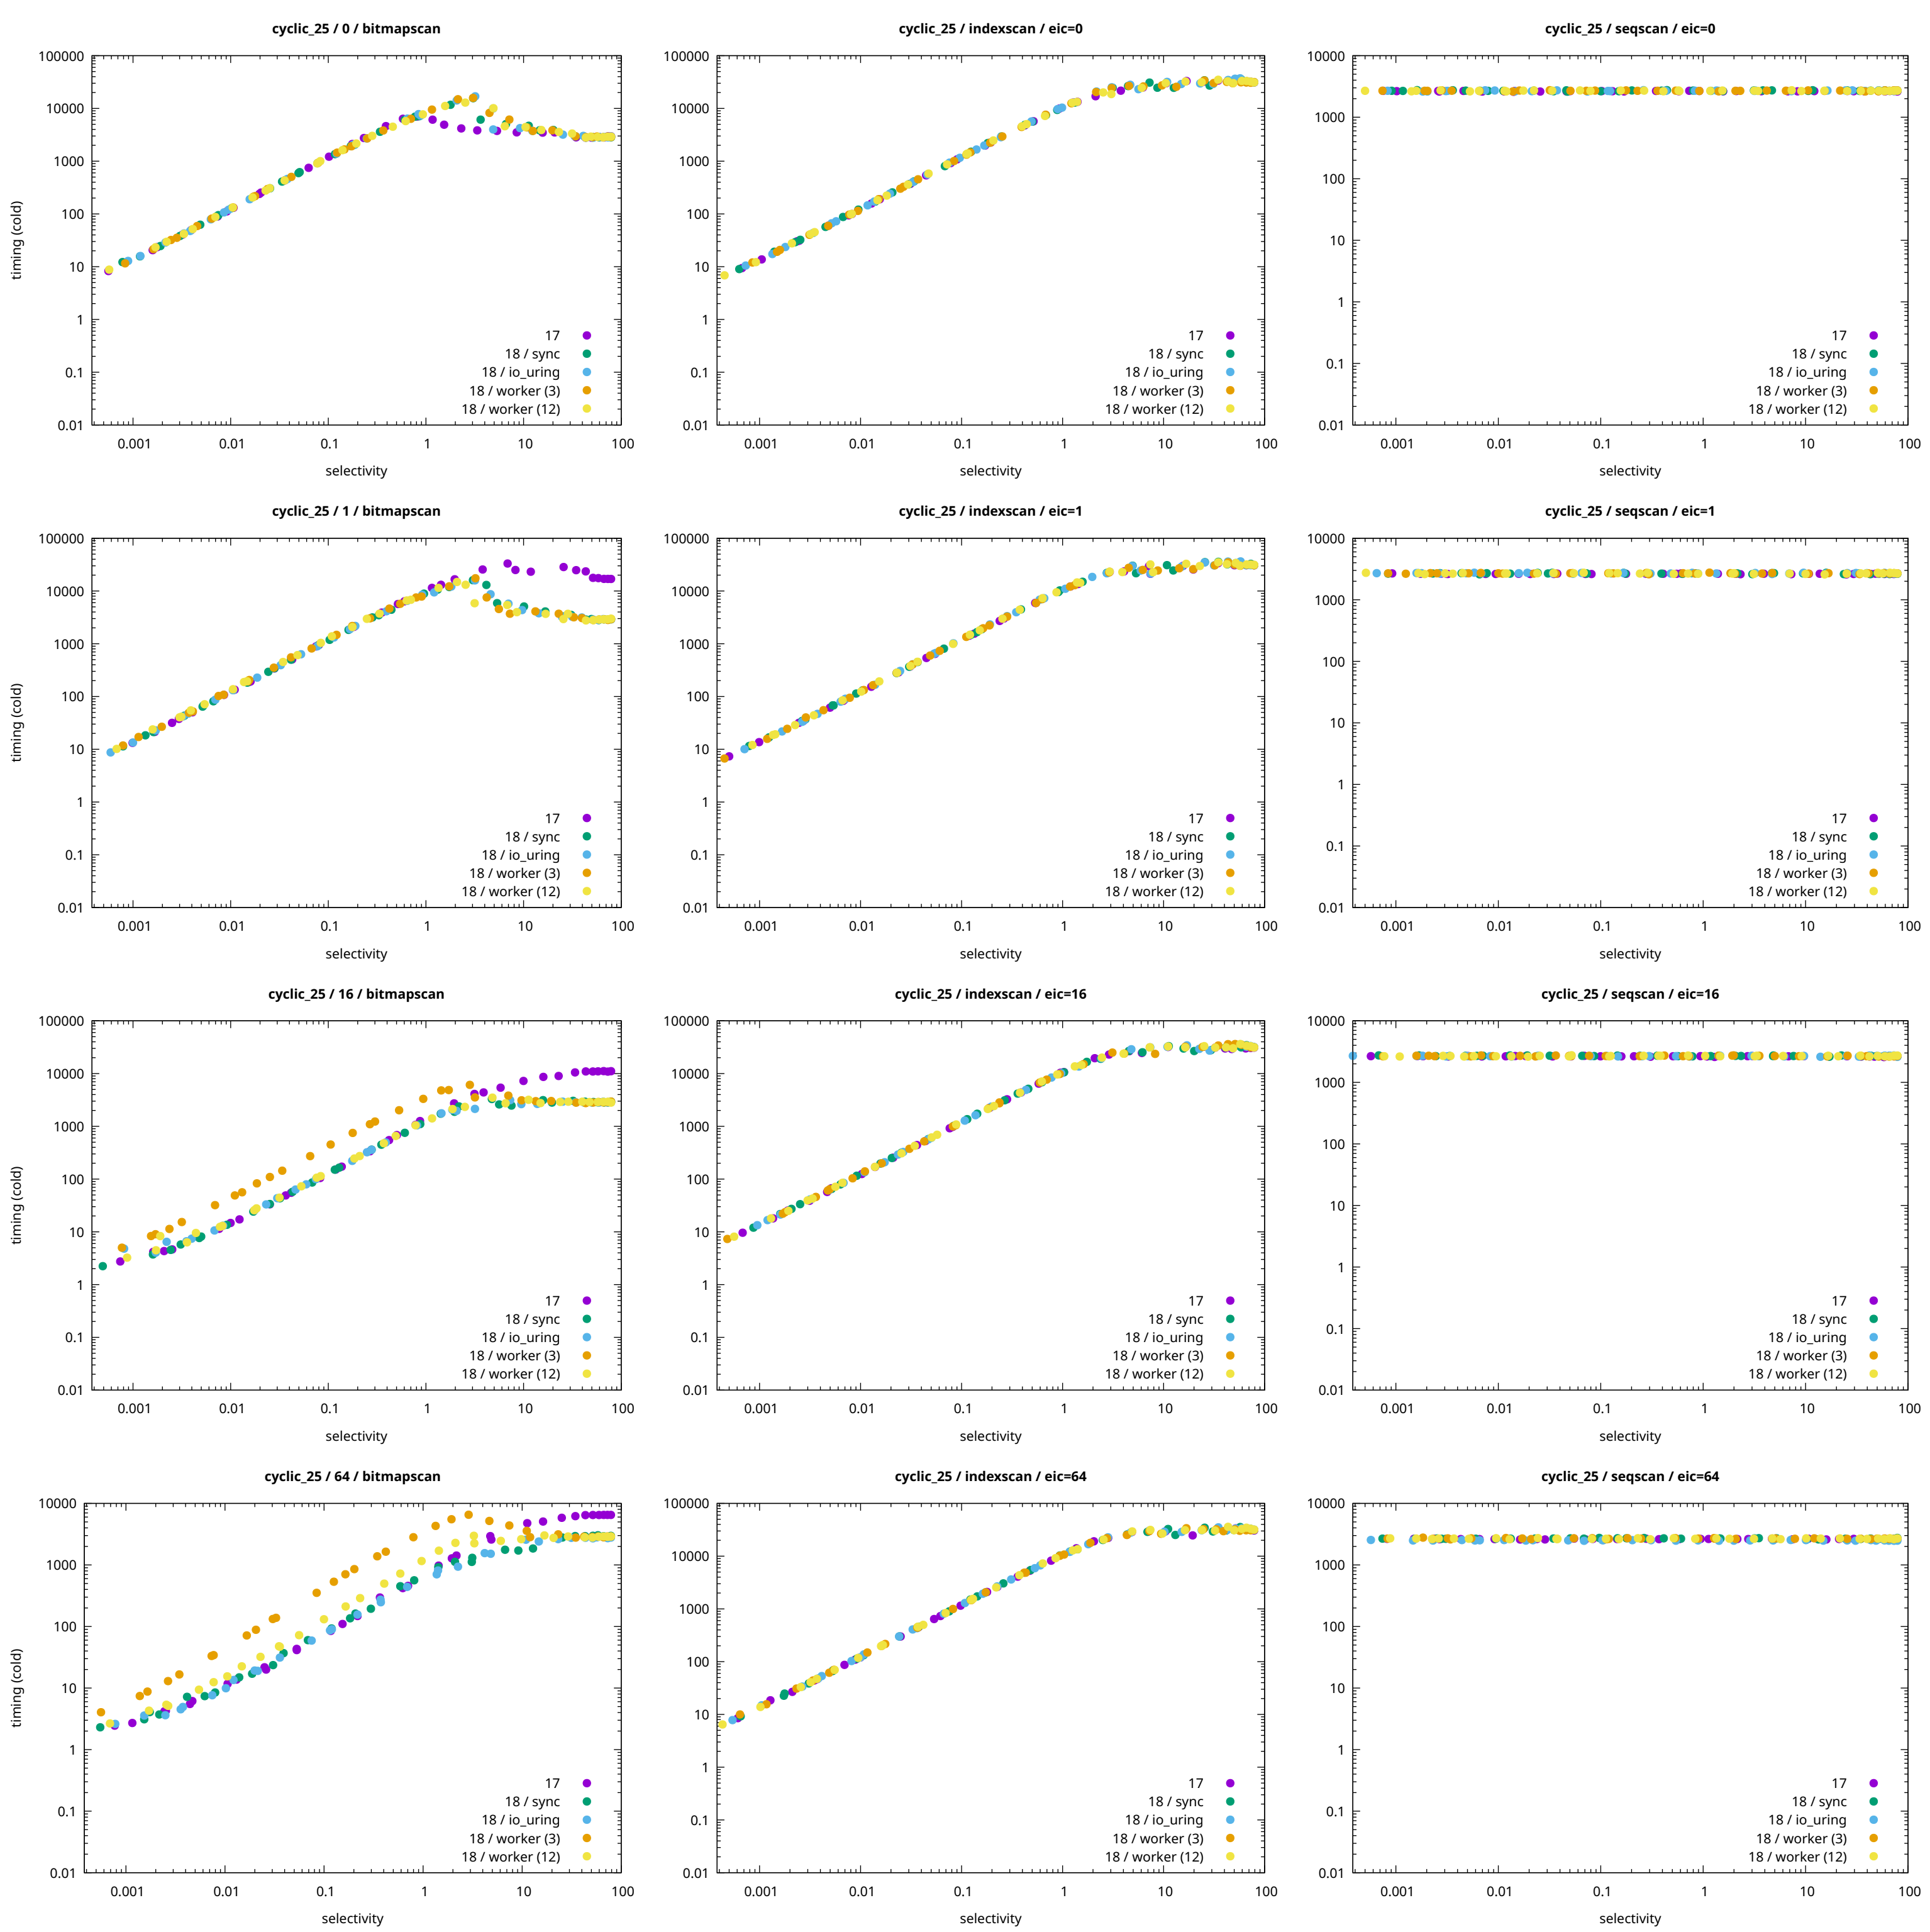 cyclic_25 / 0 / bitmapscan
timing (cold)
100000
10000
1000
100
10
1
0.1
0.01
17
18 / sync
18 / io_uring
18 / worker (3)
18 / worker (12)
0.001 0.01 0.1 1 10 100
selectivity
cyclic_25 / indexscan / eic=0
100000
10000
1000
100
10
1
0.1
0.01
17
18 / sync
18 / io_uring
18 / worker (3)
18 / worker (12)
0.001 0.01 0.1 1 10 100
selectivity
cyclic_25 / seqscan / eic=0
10000
1000
100
10
1
0.1
0.01
17
18 / sync
18 / io_uring
18 / worker (3)
18 / worker (12)
0.001 0.01 0.1 1 10 100
selectivity
cyclic_25 / 1 / bitmapscan
timing (cold)
100000
10000
1000
100
10
1
0.1
0.01
17
18 / sync
18 / io_uring
18 / worker (3)
18 / worker (12)
0.001 0.01 0.1 1 10 100
selectivity
cyclic_25 / indexscan / eic=1
100000
10000
1000
100
10
1
0.1
0.01
17
18 / sync
18 / io_uring
18 / worker (3)
18 / worker (12)
0.001 0.01 0.1 1 10 100
selectivity
cyclic_25 / seqscan / eic=1
10000
1000
100
10
1
0.1
0.01
17
18 / sync
18 / io_uring
18 / worker (3)
18 / worker (12)
0.001 0.01 0.1 1 10 100
selectivity
cyclic_25 / 16 / bitmapscan
timing (cold)
100000
10000
1000
100
10
1
0.1
0.01
17
18 / sync
18 / io_uring
18 / worker (3)
18 / worker (12)
0.001 0.01 0.1 1 10 100
selectivity
cyclic_25 / indexscan / eic=16
100000
10000
1000
100
10
1
0.1
0.01
17
18 / sync
18 / io_uring
18 / worker (3)
18 / worker (12)
0.001 0.01 0.1 1 10 100
selectivity
cyclic_25 / seqscan / eic=16
10000
1000
100
10
1
0.1
0.01
17
18 / sync
18 / io_uring
18 / worker (3)
18 / worker (12)
0.001 0.01 0.1 1 10 100
selectivity
cyclic_25 / 64 / bitmapscan
timing (cold)
10000
1000
100
10
1
0.1
0.01
17
18 / sync
18 / io_uring
18 / worker (3)
18 / worker (12)
0.001 0.01 0.1 1 10 100
selectivity
cyclic_25 / indexscan / eic=64
100000
10000
1000
100
10
1
0.1
0.01
17
18 / sync
18 / io_uring
18 / worker (3)
18 / worker (12)
0.001 0.01 0.1 1 10 100
selectivity
cyclic_25 / seqscan / eic=64
10000
1000
100
10
1
0.1
0.01
17
18 / sync
18 / io_uring
18 / worker (3)
18 / worker (12)
0.001 0.01 0.1 1 10 100
selectivity